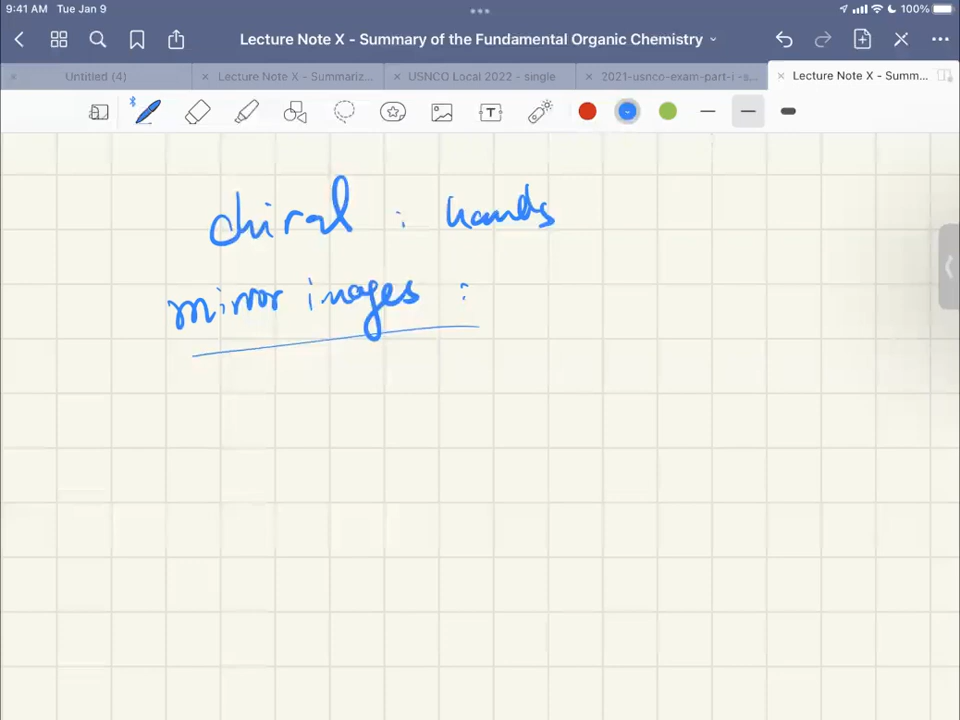 9:41 AM Tue Jan 9
100%
Lecture Note X - Summary of the Fundamental Organic Chemistry
Untitled (4)
Lecture Note X - Summariz...
USNCO Local 2022 - single
2021-usnco-exam-part-i -s...
Lecture Note X - Summ...
T
chiral : hands
mirror images :